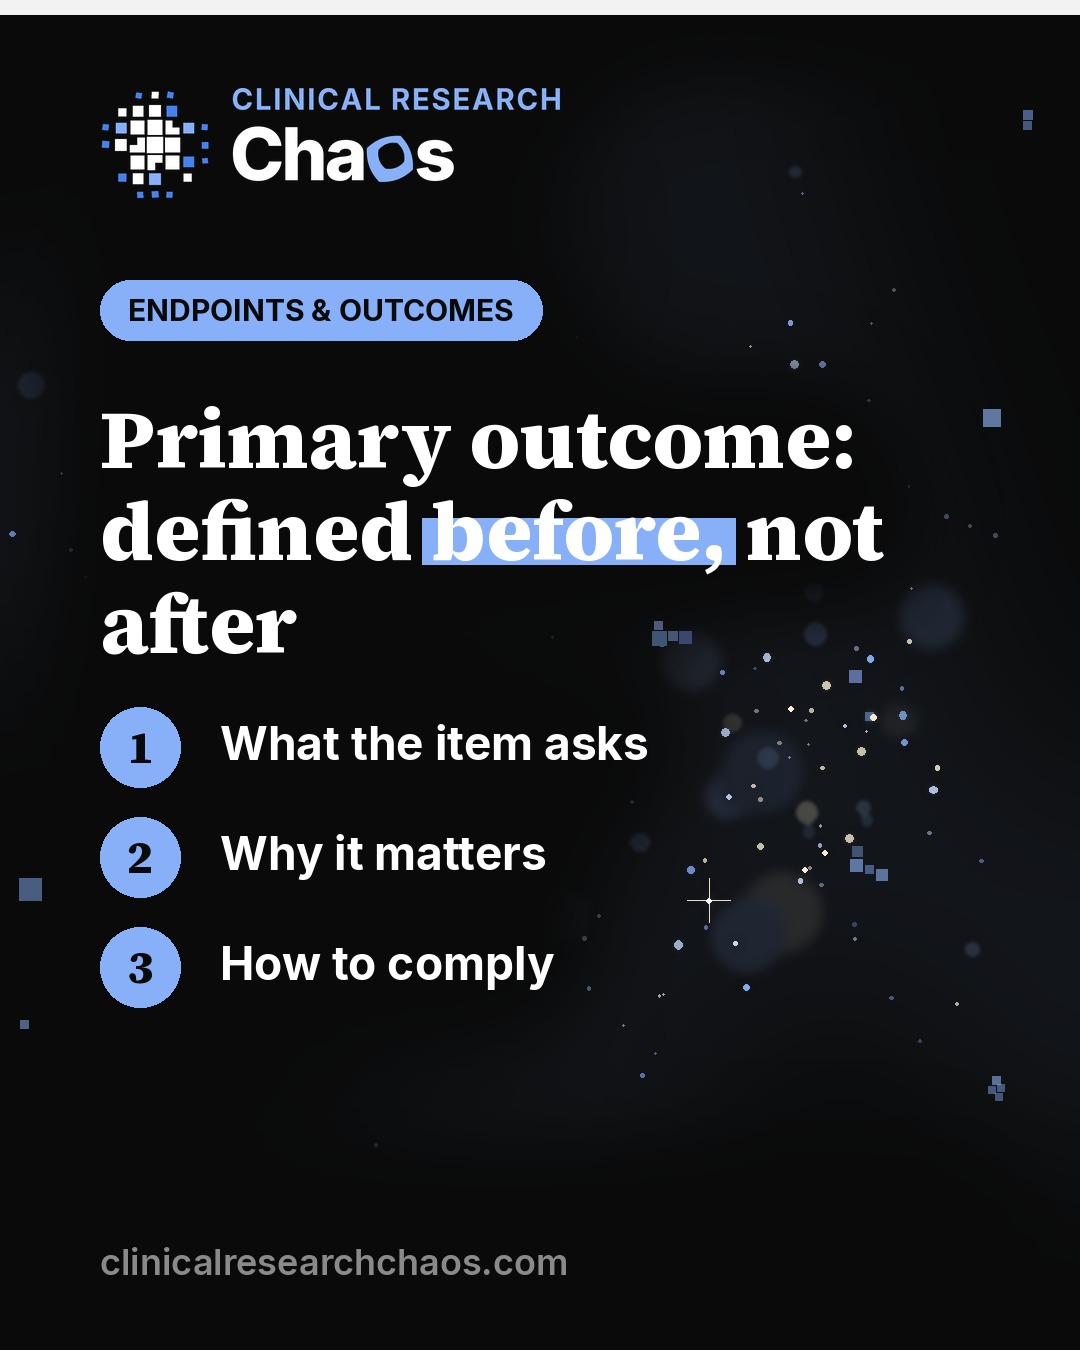 CLINICAL RESEARCH
Chaos
ENDPOINTS & OUTCOMES
Primary outcome:
defined before, not
after
1 What the item asks
2 Why it matters
3 How to comply
clinicalresearchchaos.com